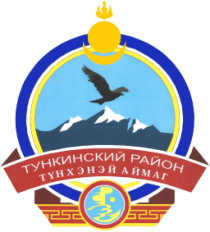 ТУНКИНСКИЙ РАЙОН
ТҮНХЭНЭЙ АЙМАГ